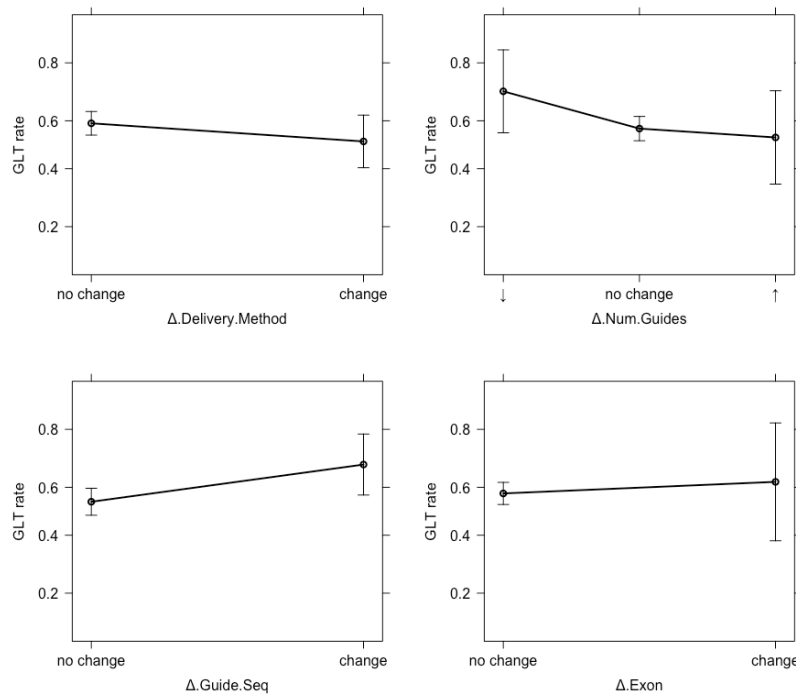 GLT rate
0.8
0.6
0.4
0.2
no change change
Δ.Delivery.Method
GLT rate
0.8
0.6
0.4
0.2
↓ no change ↑
Δ.Num.Guides
GLT rate
0.8
0.6
0.4
0.2
no change change
Δ.Guide.Seq
GLT rate
0.8
0.6
0.4
0.2
no change change
Δ.Exon